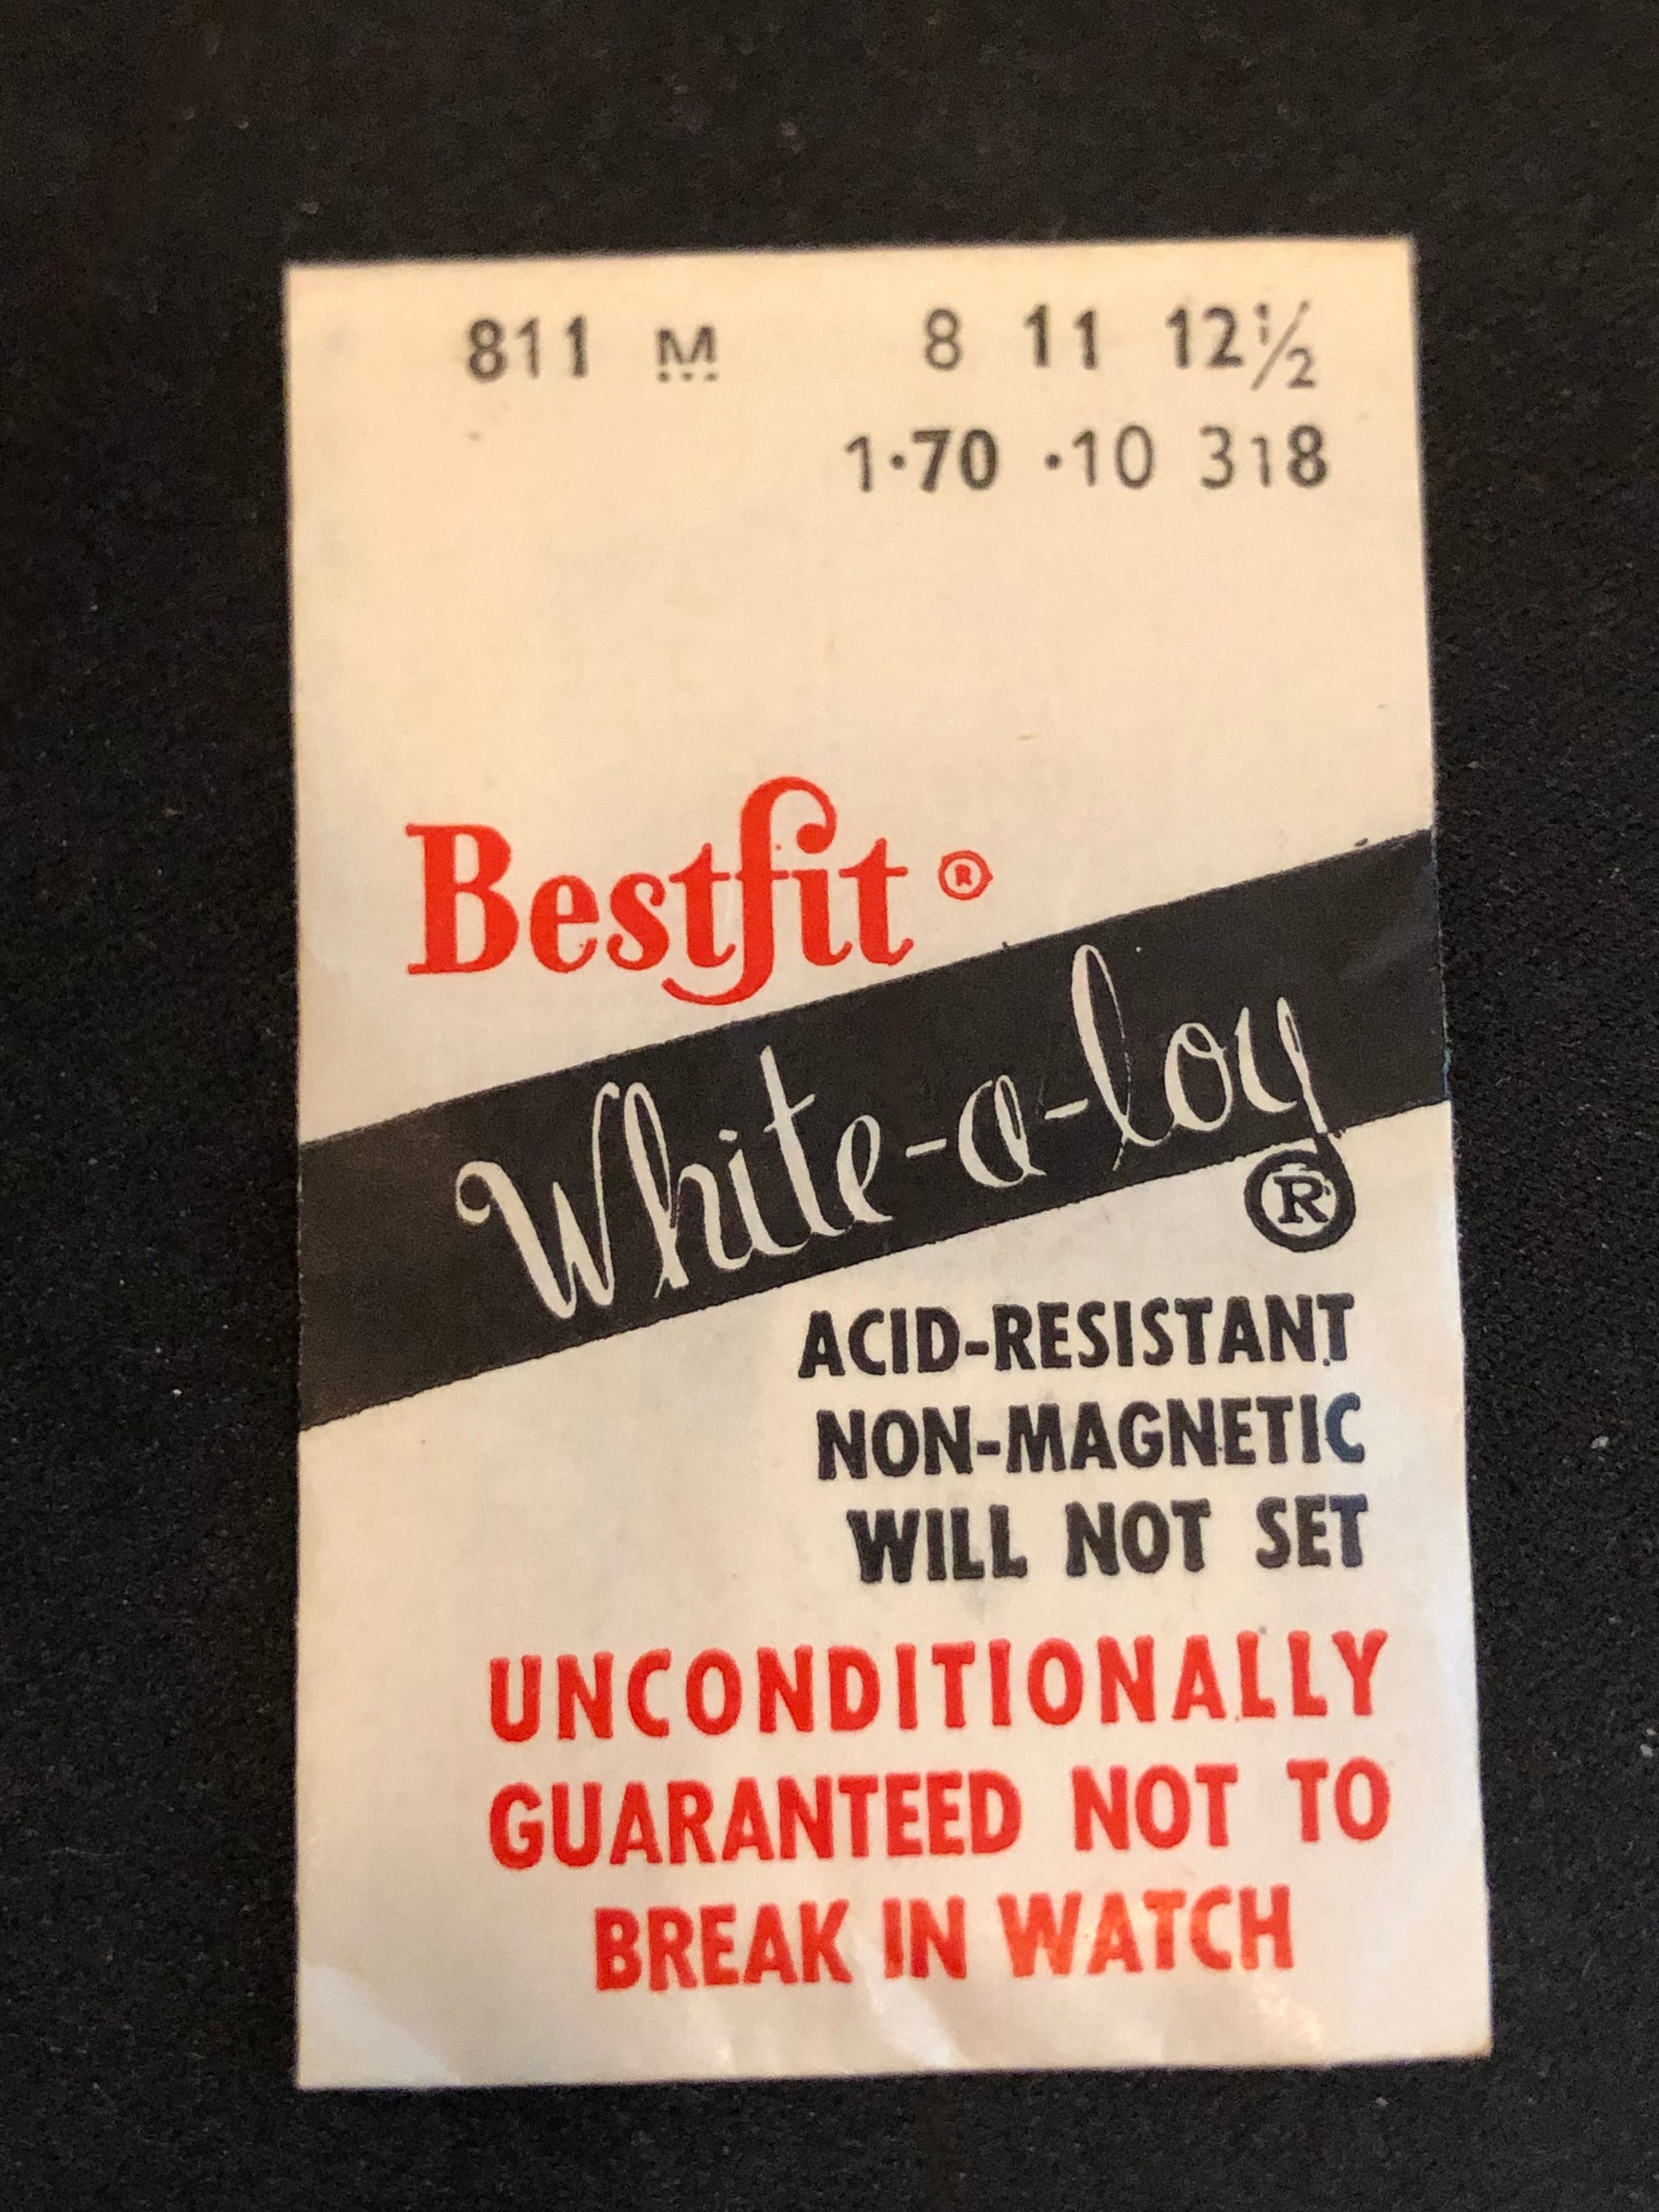 811 M 8 11 12½
1·70 ·10 318
Bestfit ®
White-a-loy
®
ACID-RESISTANT
NON-MAGNETIC
WILL NOT SET
UNCONDITIONALLY
GUARANTEED NOT TO
BREAK IN WATCH